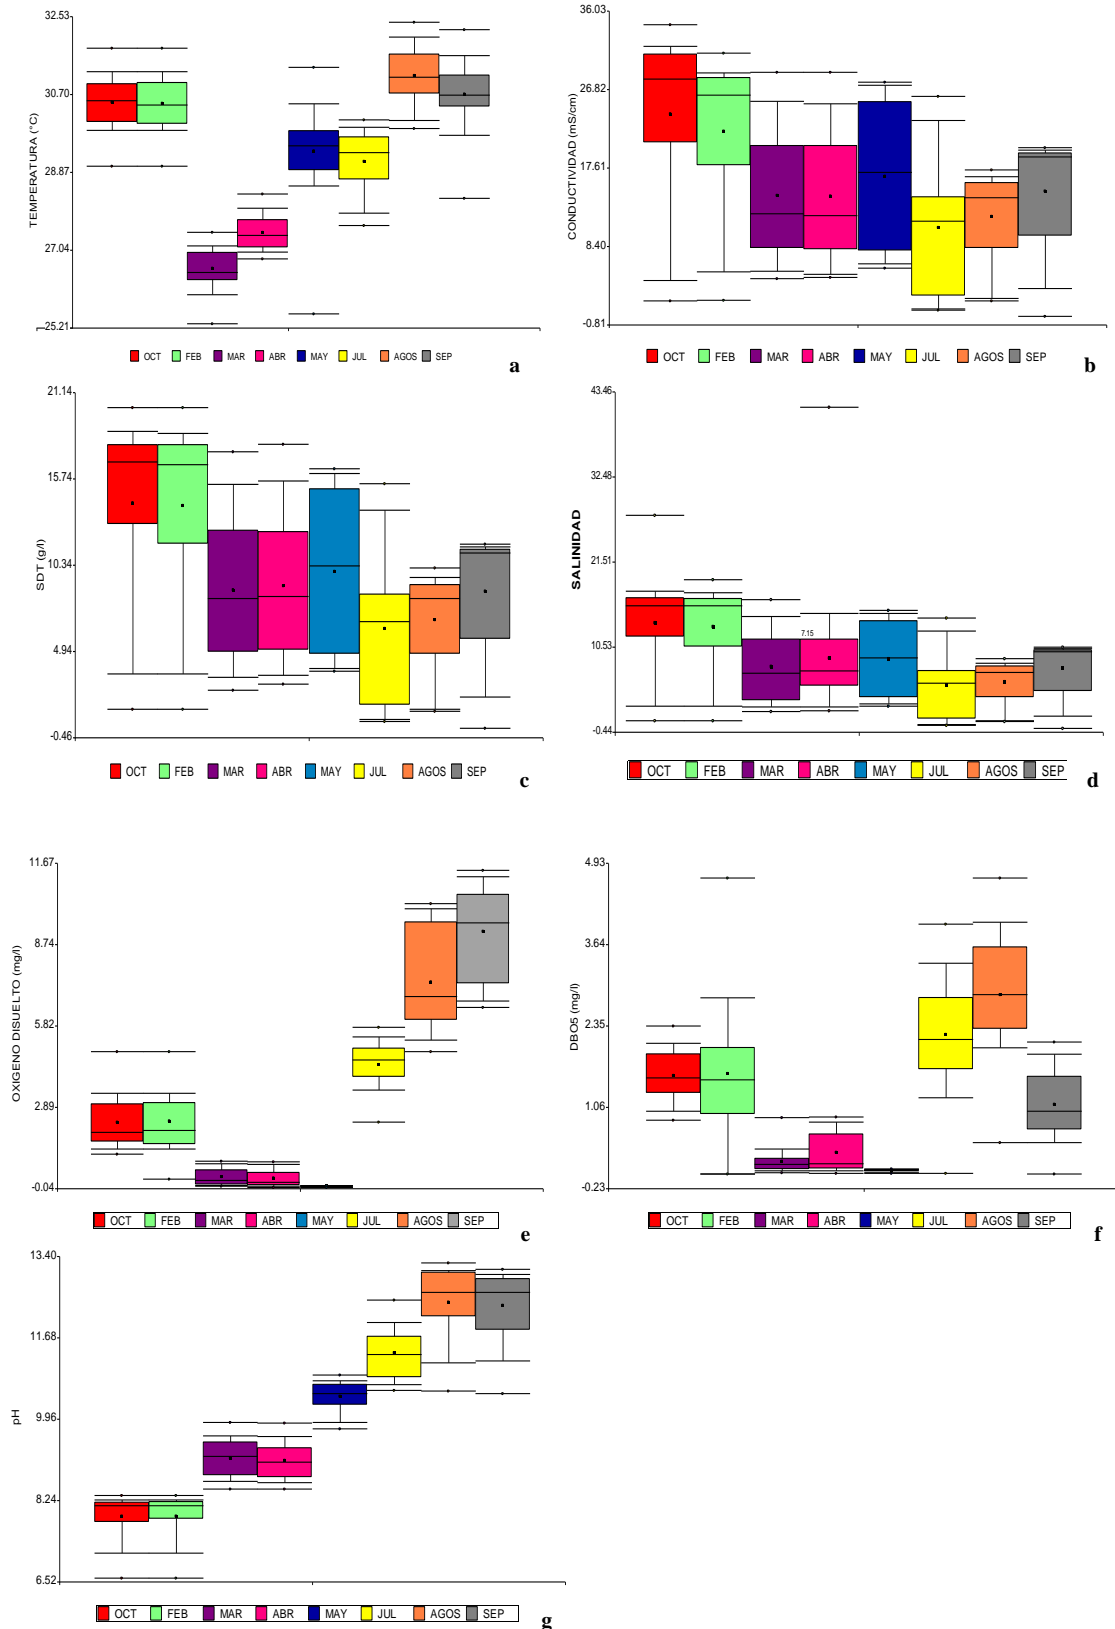 32.53
30.70
28.87
27.04
25.21
TEMPERATURA (°C)
OCT FEB MAR ABR MAY JUL AGOS SEP
a
36.03
26.82
17.61
8.40
-0.81
CONDUCTIVIDAD (mS/cm)
OCT FEB MAR ABR MAY JUL AGOS SEP
b
21.14
15.74
10.34
4.94
-0.46
SDT (g/l)
OCT FEB MAR ABR MAY JUL AGOS SEP
c
43.46
32.48
21.51
10.53
-0.44
SALINIDAD
7.15
OCT FEB MAR ABR MAY JUL AGOS SEP
d
11.67
8.74
5.82
2.89
-0.04
OXIGENO DISUELTO (mg/l)
OCT FEB MAR ABR MAY JUL AGOS SEP
e
4.93
3.64
2.35
1.06
-0.23
DBO5 (mg/l)
OCT FEB MAR ABR MAY JUL AGOS SEP
f
13.40
11.68
9.96
8.24
6.52
pH
OCT FEB MAR ABR MAY JUL AGOS SEP
g